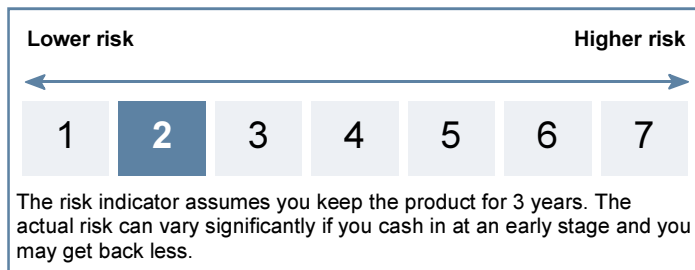 Lower risk Higher risk
1 2 3 4 5 6 7
The risk indicator assumes you keep the product for 3 years. The
actual risk can vary significantly if you cash in at an early stage and you
may get back less.